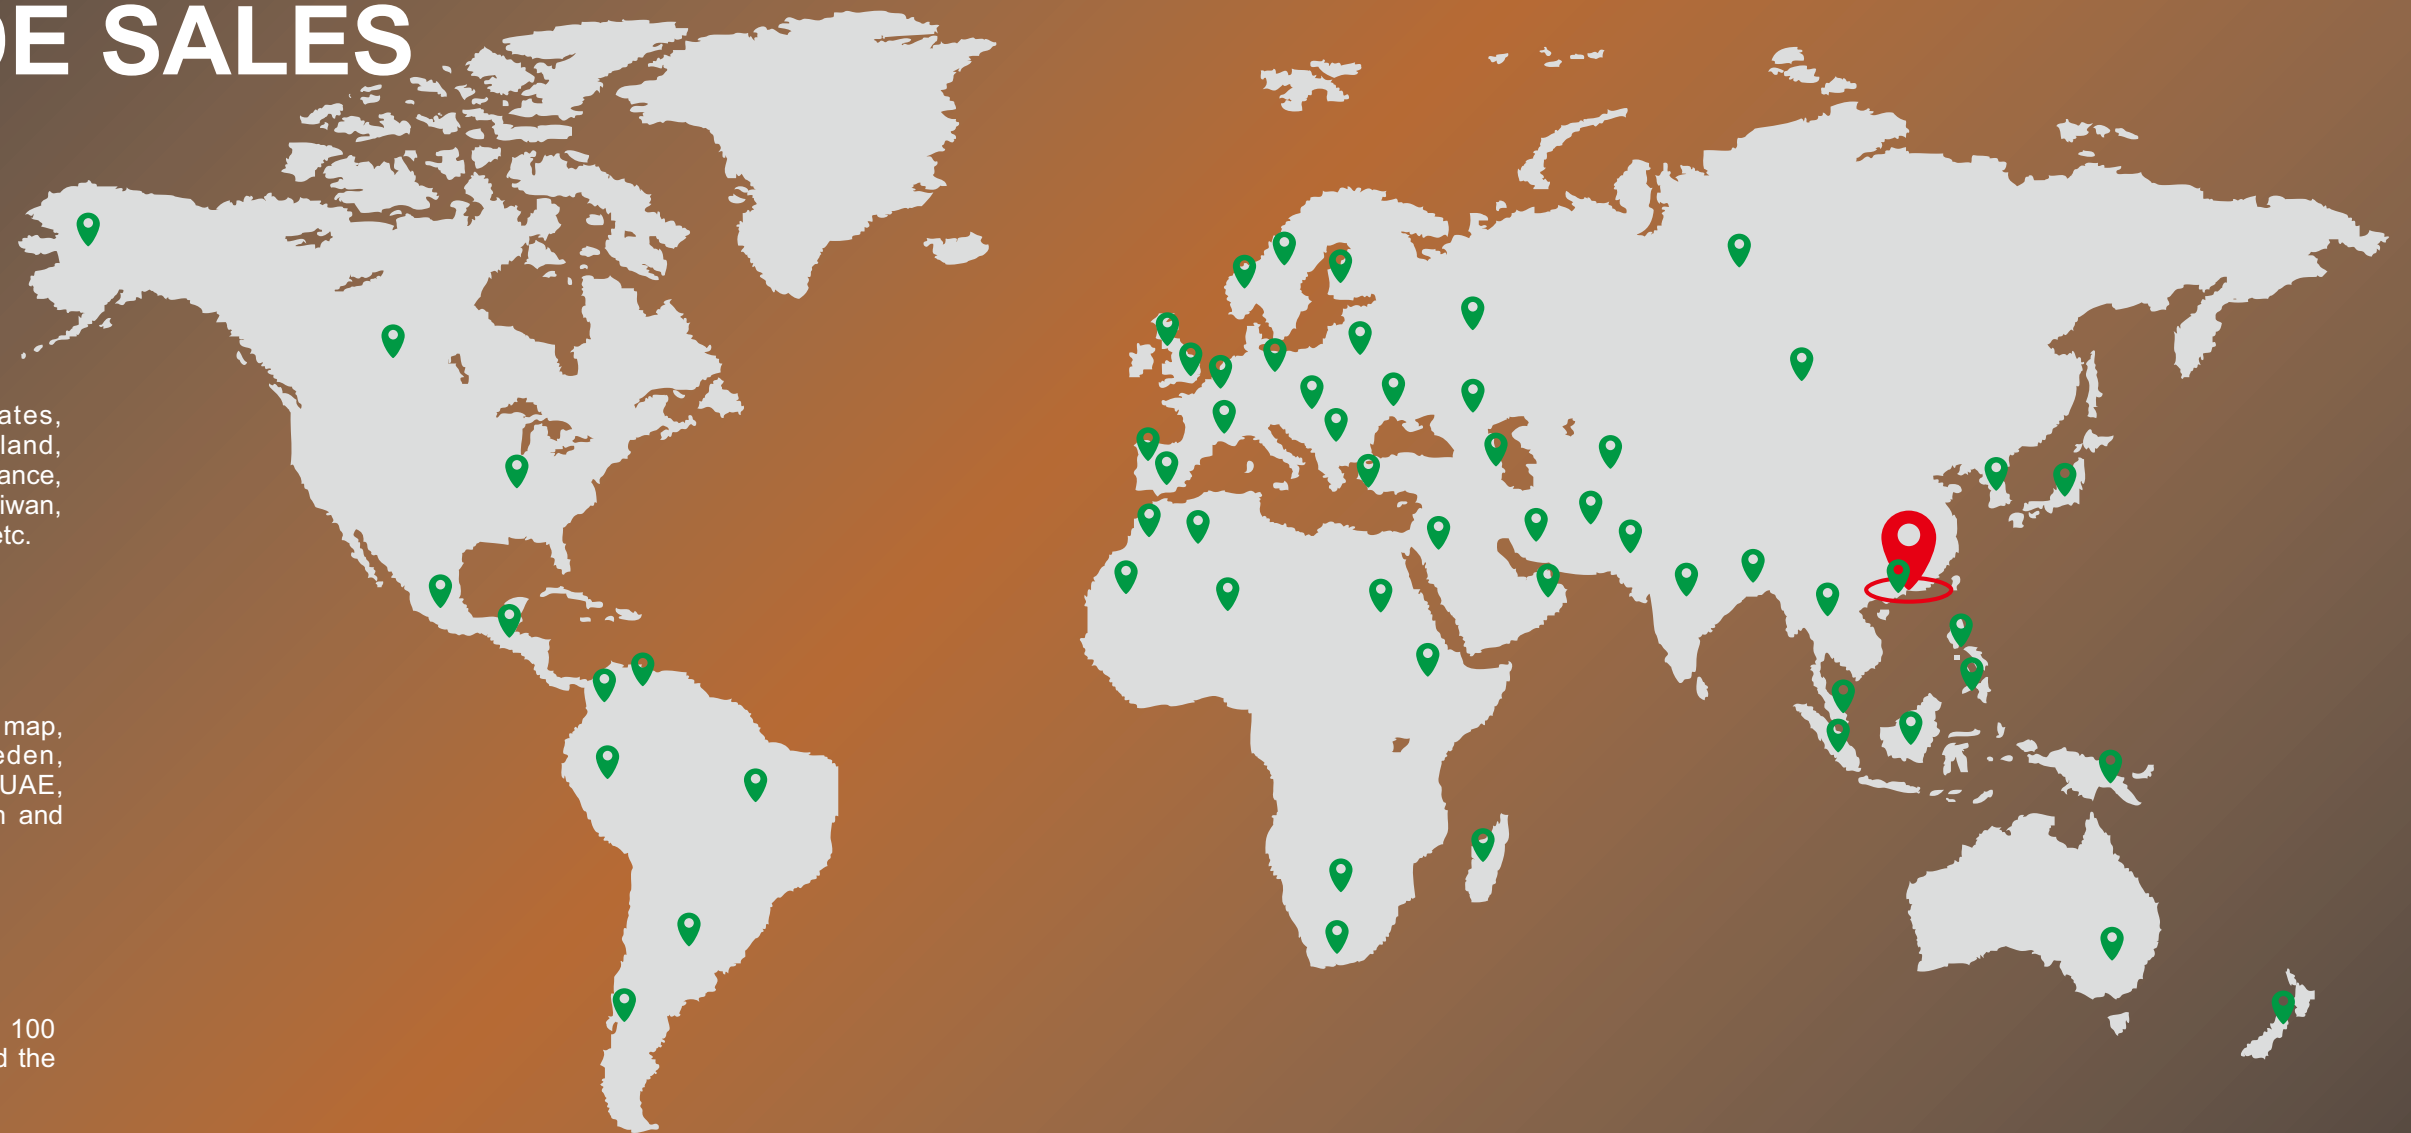 DE SALES
ates,
land,
ance,
iwan,
etc.
map,
eden,
UAE,
n and
100
d the